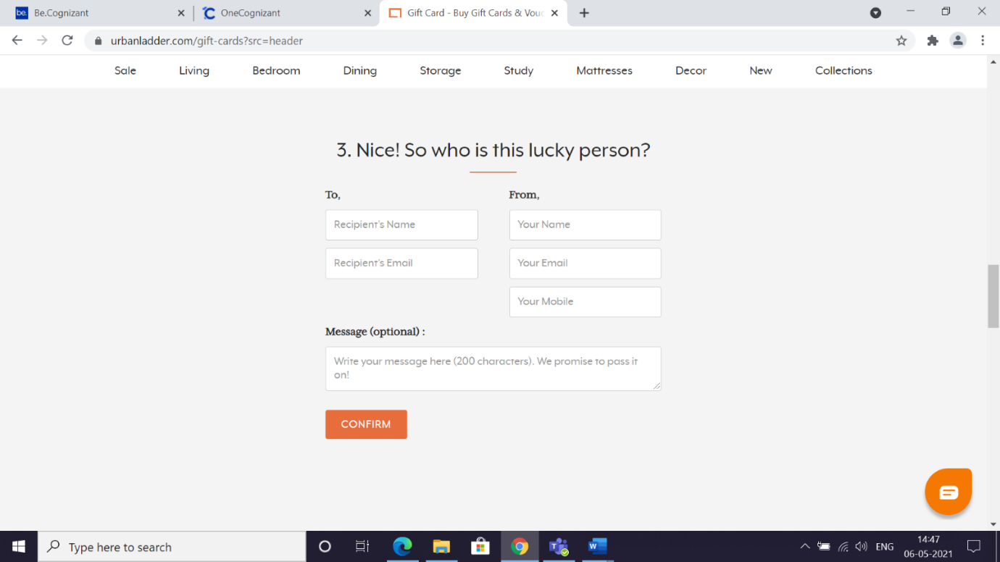 be. Be.Cognizant OneCognizant Gift Card - Buy Gift Cards & Vouc
urbanladder.com/gift-cards?src=header
Sale Living Bedroom Dining Storage Study Mattresses Decor New Collections
3. Nice! So who is this lucky person?
To, From,
Recipient's Name Your Name
Recipient's Email Your Email
Your Mobile
Message (optional) :
Write your message here (200 characters). We promise to pass it
on!
CONFIRM
Type here to search
ENG
14:47
06-05-2021